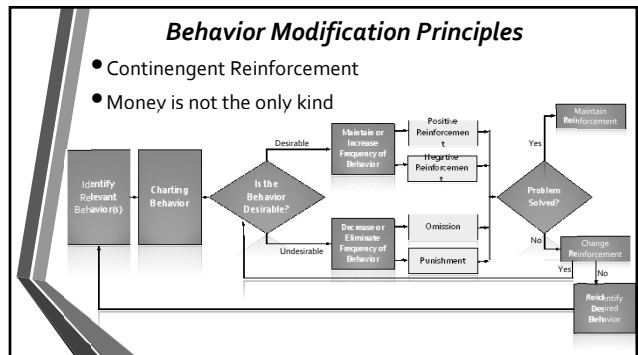 Behavior Modification Principles
• Continengent Reinforcement
• Money is not the only kind
Identify
Relevant
Behavior(s)
Charting
Behavior
Is the
Behavior
Desirable?
Desirable
Undesirable
Maintain or
Increase
Frequency of
Behavior
Positive
Reinforcemen
t
Negative
Reinforcemen
t
Decrease or
Eliminate
Frequency of
Behavior
Omission
Punishment
Problem
Solved?
Yes
Maintain
Reinforcement
No
Change
Reinforcement
Yes
No
Reidentify
Desired
Behavior